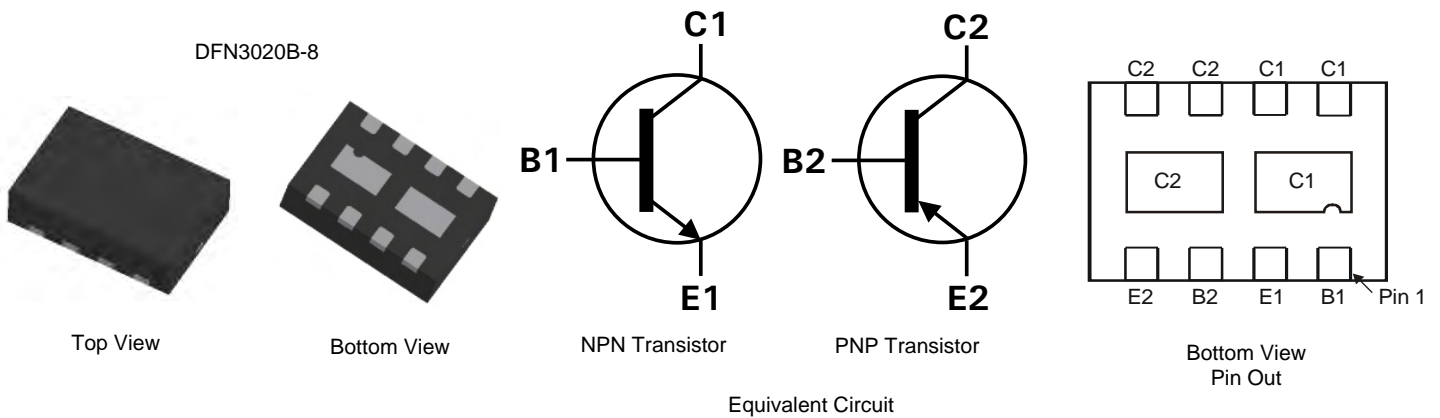 DFN3020B-8
Top View
Bottom View
C1
B1
E1
NPN Transistor
C2
B2
E2
PNP Transistor
Equivalent Circuit
C2 C2 C1 C1
C2 C1
E2 B2 E1 B1 Pin 1
Bottom View
Pin Out